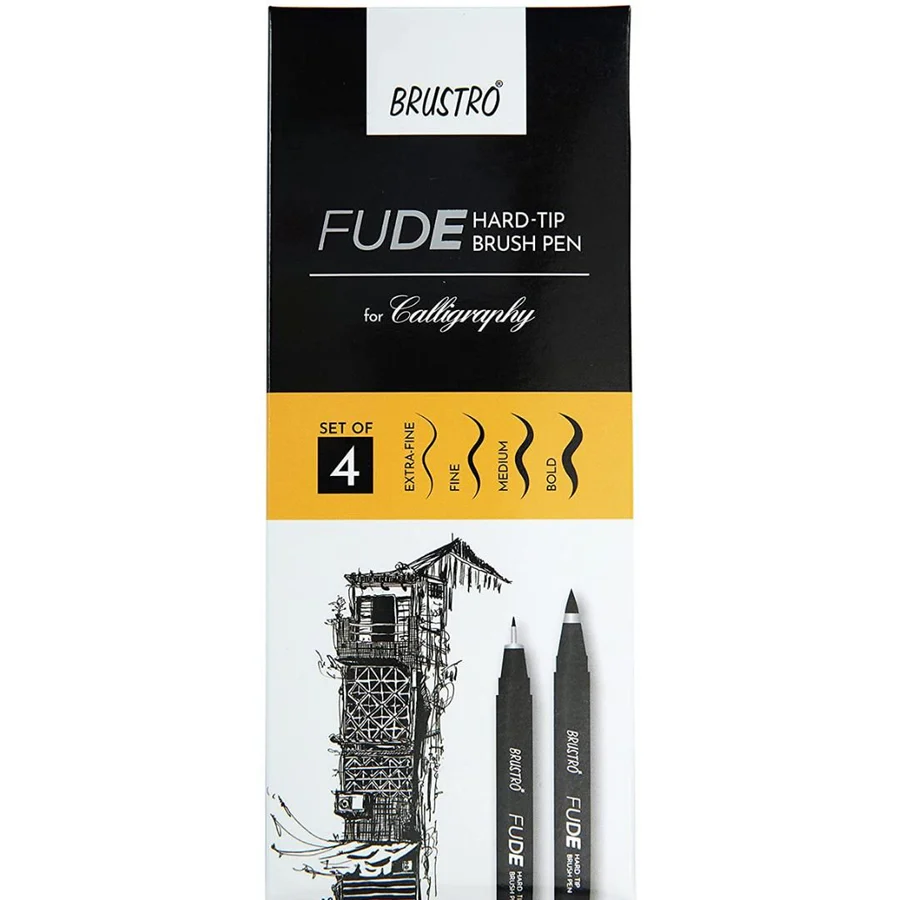 BRUSTRO®
FUDE HARD-TIP
BRUSH PEN
for Calligraphy
SET OF
4
EXTRA-FINE
FINE
MEDIUM
BOLD
BRUSTRO®
FUDE HARD TIP
BRUSH PEN
BRUSTRO®
FUDE HARD TIP
BRUSH PEN